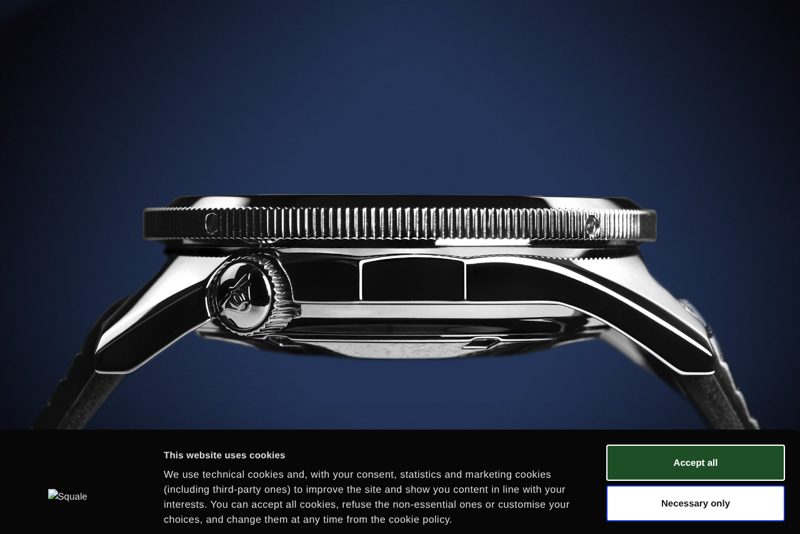 This website uses cookies
We use technical cookies and, with your consent, statistics and marketing cookies
(including third-party ones) to improve the site and show you content in line with your
interests. You can accept all cookies, refuse the non-essential ones or customise your
choices, and change them at any time from the cookie policy.
Squale
Accept all
Necessary only